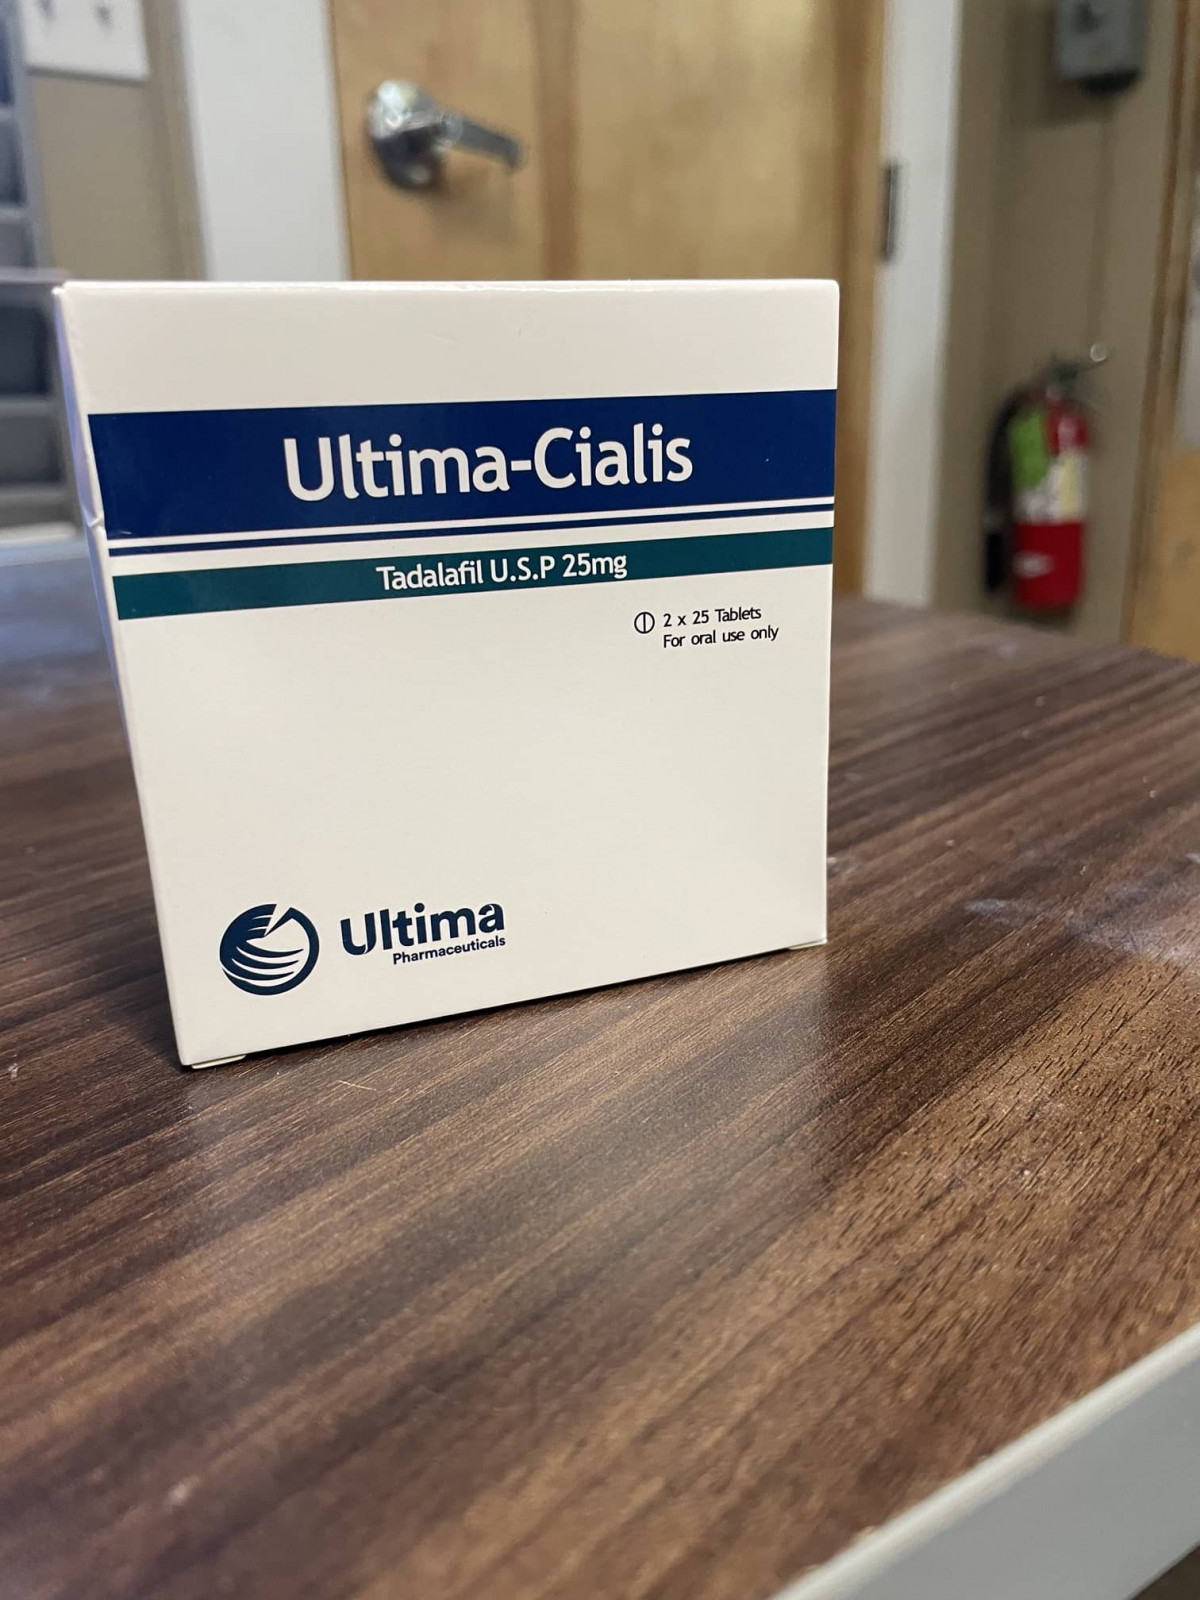 Ultima-Cialis
Tadalafil U.S.P 25mg
2 x 25 Tablets
For oral use only
Ultima
Pharmaceuticals